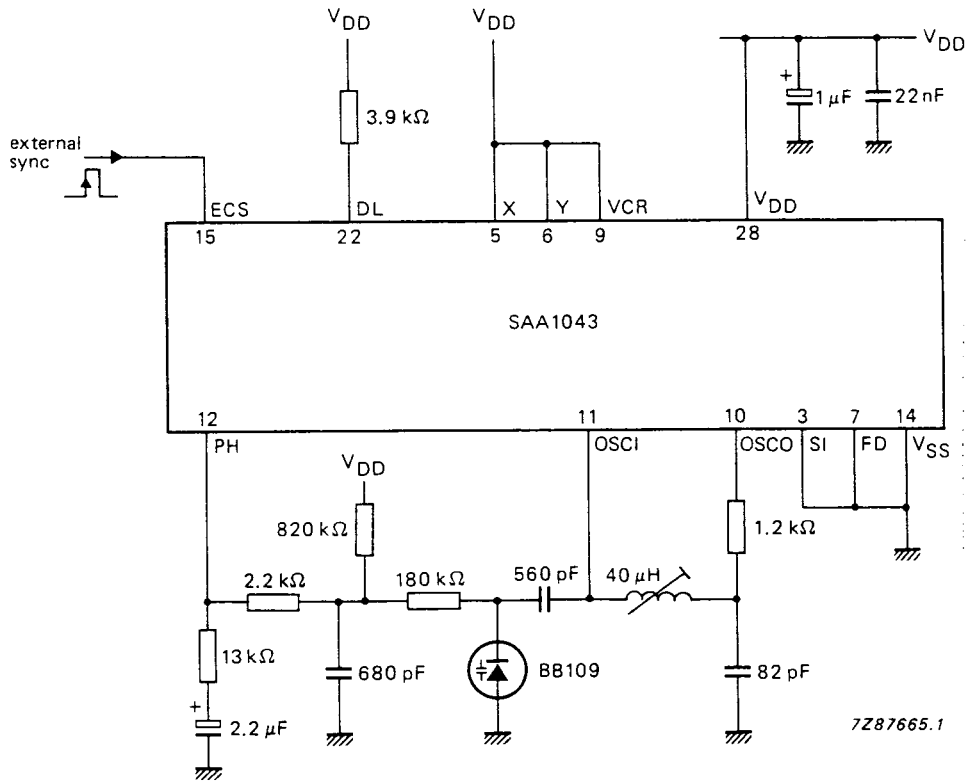 V_DD
V_DD
V_DD
3.9 kΩ
+
1 µF
22 nF
external
sync
ECS
DL
X
Y
VCR
V_DD
15
22
5
6
9
28
SAA1043
12
11
10
3
7
14
PH
OSCI
OSCO
SI
FD
V_SS
V_DD
820 kΩ
1.2 kΩ
2.2 kΩ
180 kΩ
560 pF
40 µH
13 kΩ
680 pF
BB109
82 pF
+
2.2 µF
7Z87665.1